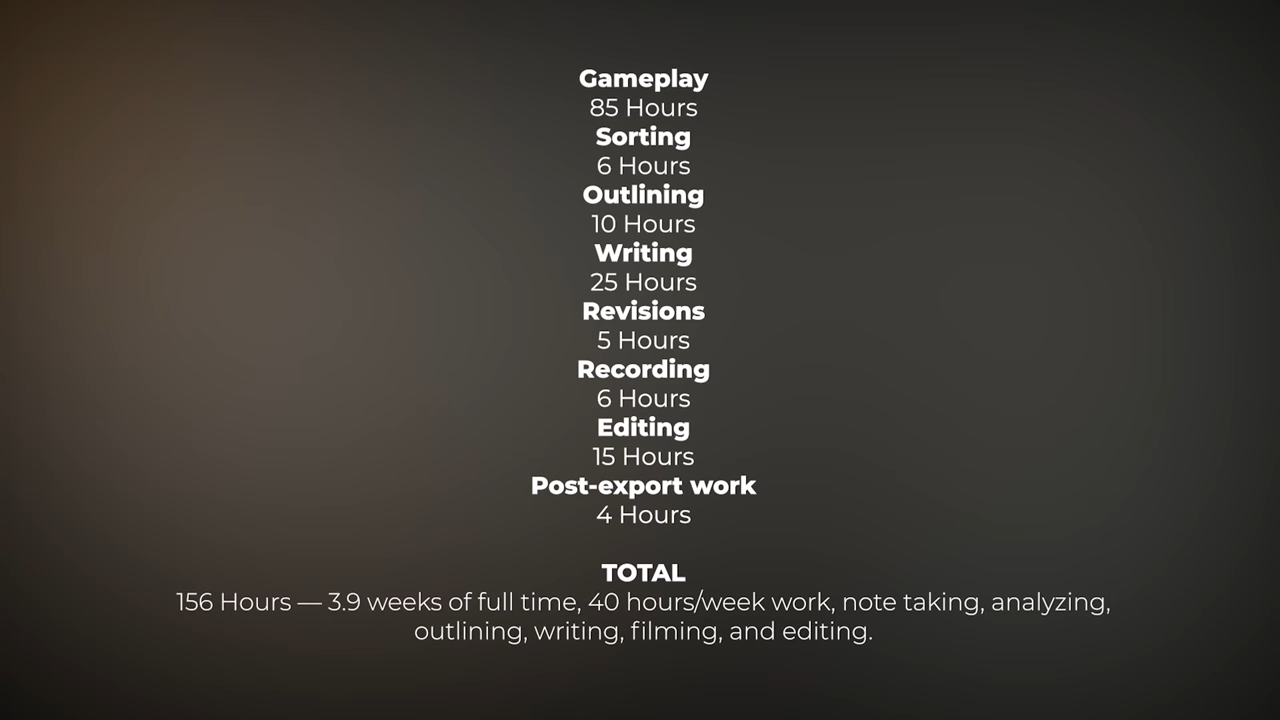 Gameplay
85 Hours
Sorting
6 Hours
Outlining
10 Hours
Writing
25 Hours
Revisions
5 Hours
Recording
6 Hours
Editing
15 Hours
Post-export work
4 Hours
TOTAL
156 Hours — 3.9 weeks of full time, 40 hours/week work, note taking, analyzing,
outlining, writing, filming, and editing.